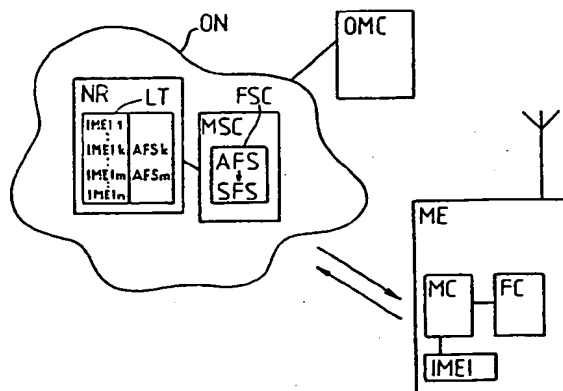 ON
OMC
NR
LT
FSC
IMEI 1
IMEI k AFSk
IMEI m AFSm
IMEI n
MSC
AFS
SFS
ME
MC
FC
IMEI